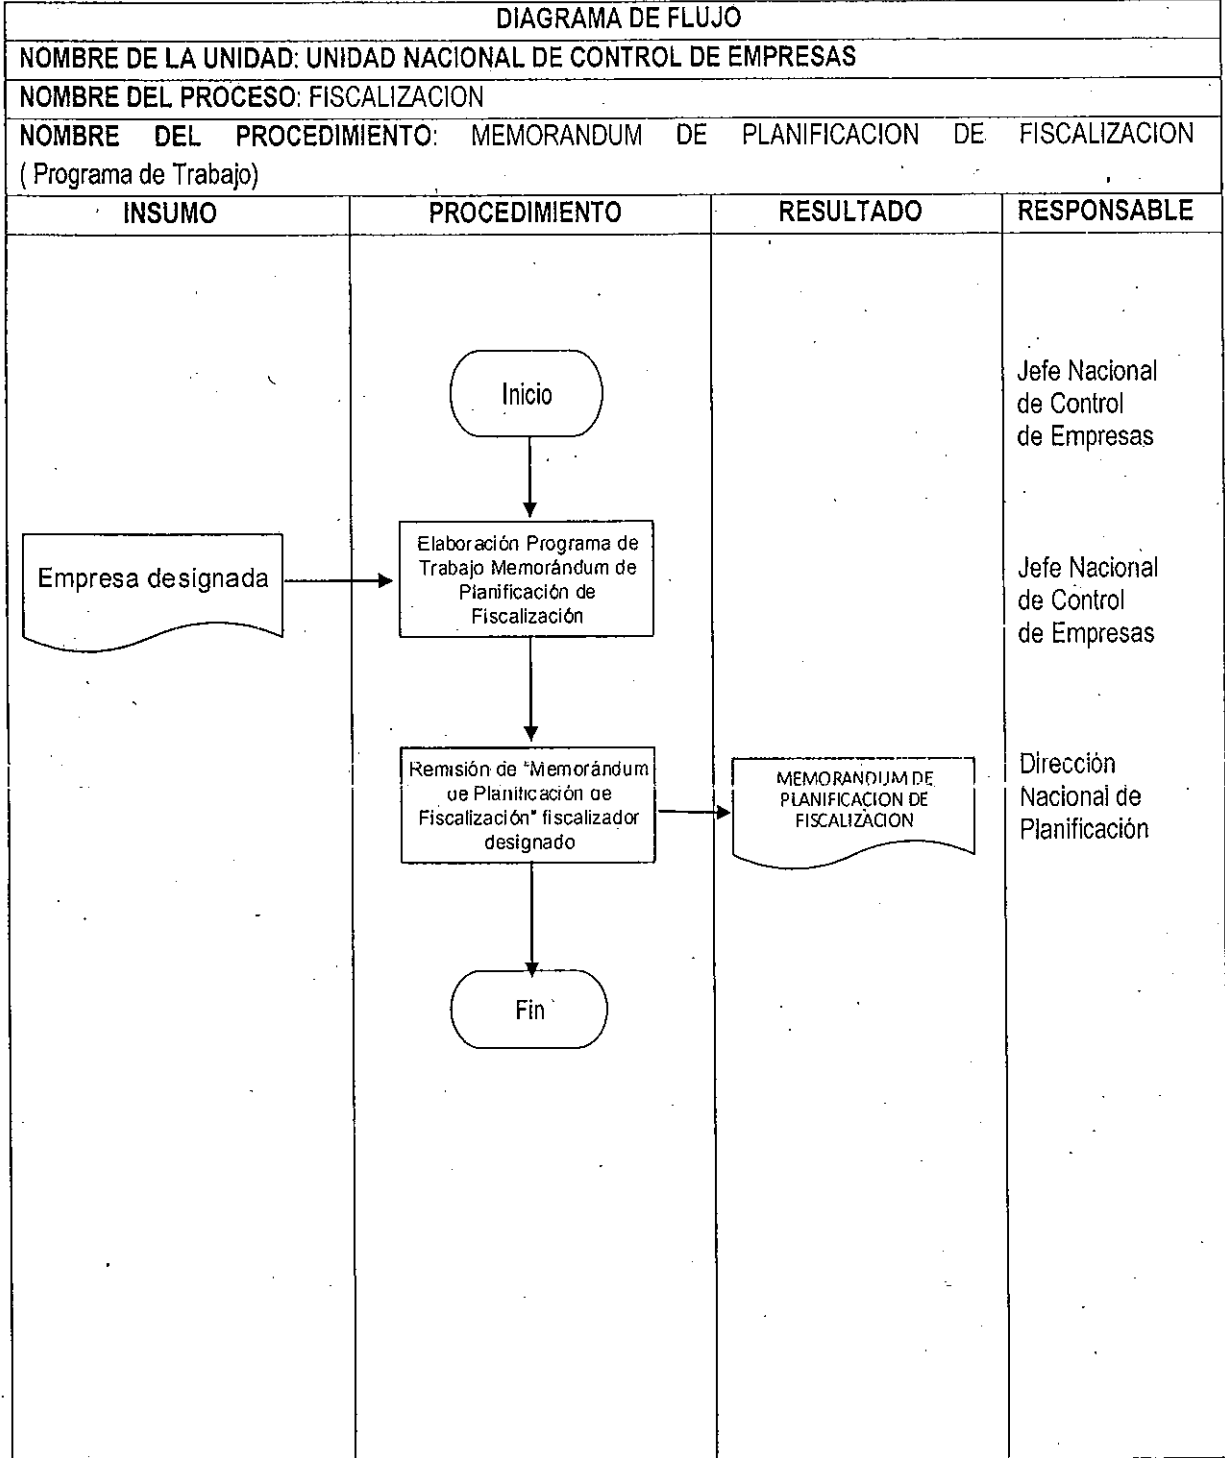 DIAGRAMA DE FLUJO
NOMBRE DE LA UNIDAD: UNIDAD NACIONAL DE CONTROL DE EMPRESAS
NOMBRE DEL PROCESO: FISCALIZACION
NOMBRE DEL PROCEDIMIENTO: MEMORANDUM DE PLANIFICACION DE FISCALIZACION
( Programa de Trabajo)
INSUMO
PROCEDIMIENTO
RESULTADO
RESPONSABLE
Inicio
Jefe Nacional
de Control
de Empresas
Empresa designada
Elaboración Programa de
Trabajo Memorándum de
Planificación de
Fiscalización
Jefe Nacional
de Control
de Empresas
Remisión de "Memorándum
de Planificación de
Fiscalización" fiscalizador
designado
MEMORANDUM DE
PLANIFICACION DE
FISCALIZACION
Dirección
Nacional de
Planificación
Fin